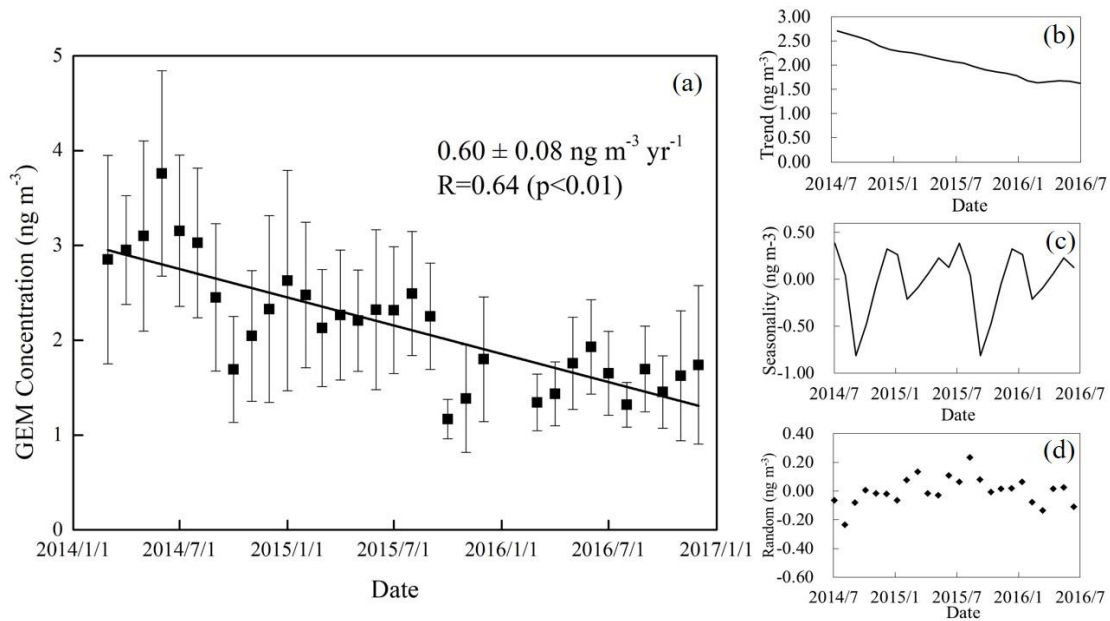 (a)
0.60 ± 0.08 ng m-3 yr-1
R=0.64 (p<0.01)
GEM Concentration (ng m-3)
5
4
3
2
1
0
2014/1/1 2014/7/1 2015/1/1 2015/7/1 2016/1/1 2016/7/1 2017/1/1
Date
(b)
Trend (ng m-3)
3.00
2.50
2.00
1.50
1.00
0.50
0.00
2014/7 2015/1 2015/7 2016/1 2016/7
Date
(c)
Seasonality (ng m-3)
0.50
0.00
-0.50
-1.00
2014/7 2015/1 2015/7 2016/1 2016/7
Date
(d)
Random (ng m-3)
0.40
0.20
0.00
-0.20
-0.40
-0.60
2014/7 2015/1 2015/7 2016/1 2016/7
Date